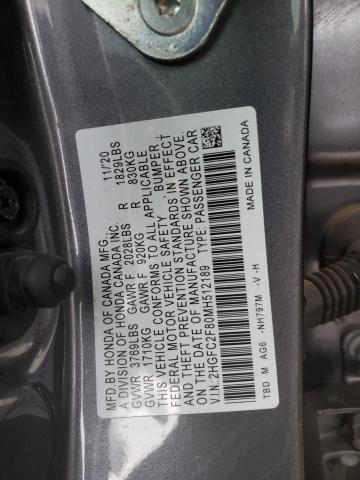 MFD.BY HONDA OF CANADA MFG. 11/20
A DIVISION OF HONDA CANADA INC.
GVWR 3769LBS GAWR F 2028LBS R 1829LBS
GVWR 1710KG GAWR F 920KG R 830KG
THIS VEHICLE CONFORMS TO ALL APPLICABLE
FEDERAL MOTOR VEHICLE SAFETY, BUMPER,
AND THEFT PREVENTION STANDARDS IN EFFECT
ON THE DATE OF MANUFACTURE SHOWN ABOVE.
V.I.N: 2HGFC2F80MH512189 TYPE: PASSENGER CAR
MADE IN CANADA
TBD M AG6 -NH797M -V -H